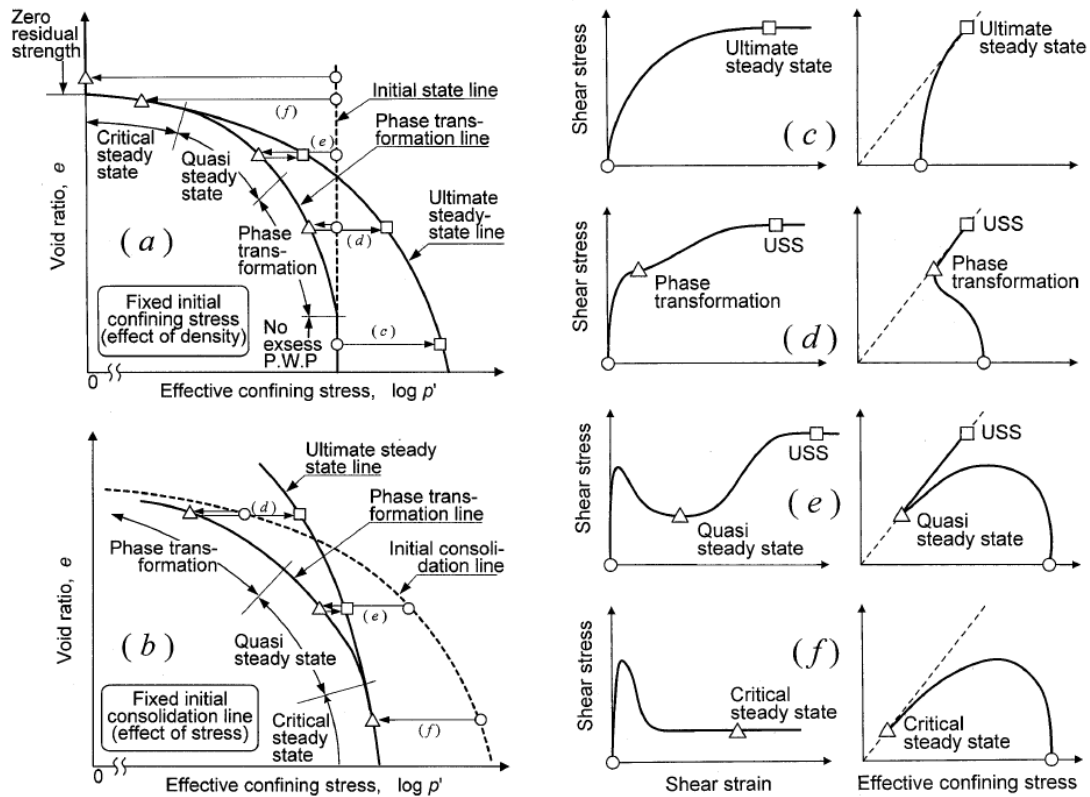 Zero
residual
strength
Void ratio, e
(f)
Critical
steady
state
Quasi
steady
state
(e)
Initial state line
Phase trans-
formation line
(a)
Phase
trans-
formation
(d)
Ultimate
steady-
state line
Fixed initial
confining stress
(effect of density)
No
exsess
P.W.P
(c)
0
Effective confining stress, log p'
Void ratio, e
Ultimate steady
state line
Phase trans-
formation line
(d)
Initial consoli-
dation line
Phase trans-
formation
(b)
(e)
Quasi
steady state
Fixed initial
consolidation line
(effect of stress)
Critical
steady
state
(f)
0
Effective confining stress, log p'
Shear stress
Ultimate
steady state
(c)
Ultimate
steady state
Shear stress
USS
Phase
transformation
(d)
USS
Phase
transformation
Shear stress
USS
Quasi
steady state
(e)
USS
Quasi
steady state
Shear stress
Critical
steady state
(f)
Critical
steady state
Shear strain
Effective confining stress